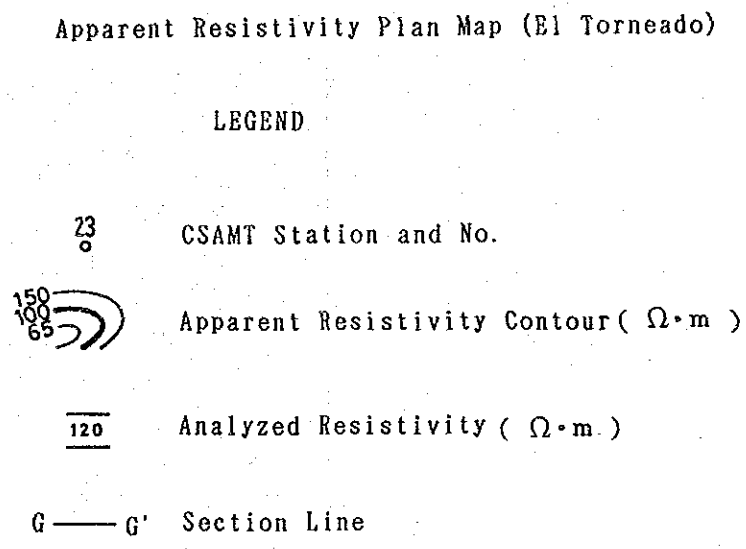 Apparent Resistivity Plan Map (El Torneado)
LEGEND
23
CSAMT Station and No.
150
100
65
Apparent Resistivity Contour ( Ω·m )
120
Analyzed Resistivity ( Ω·m )
G —— G' Section Line